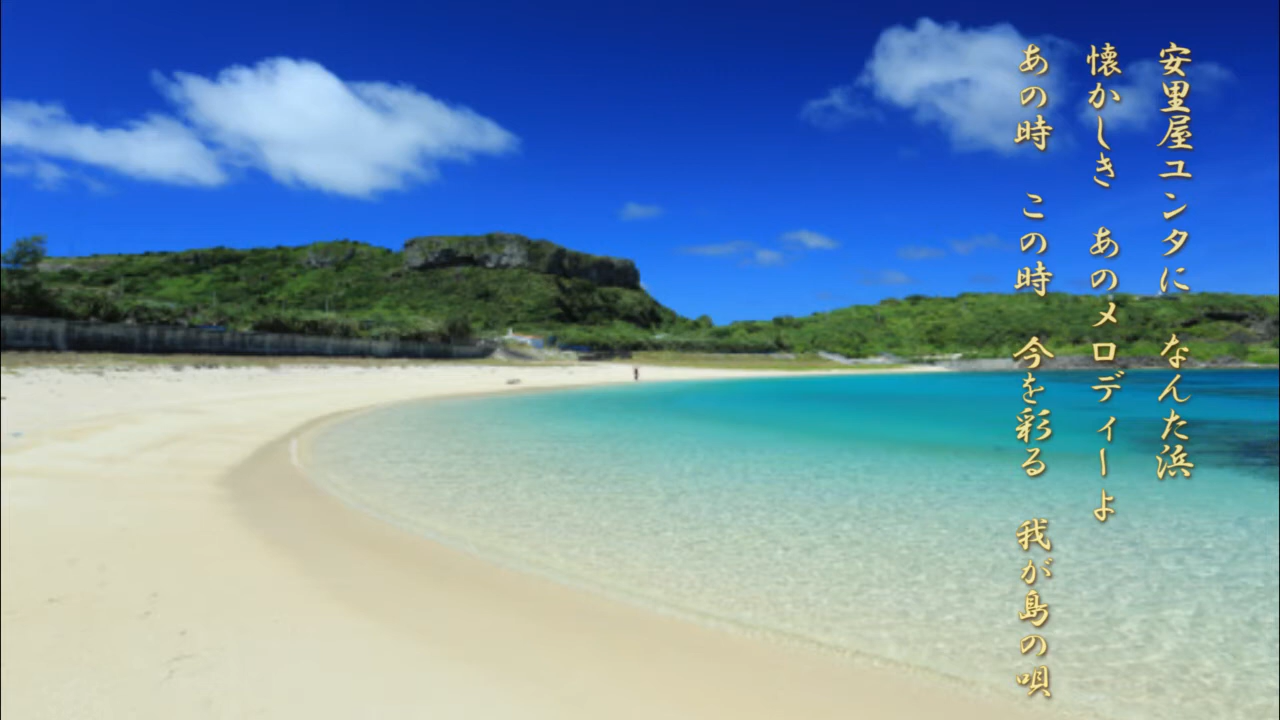 安里屋ユンタに　なんた浜
懐かしき　あのメロディーよ
あの時　この時　今を彩る　我が島の唄